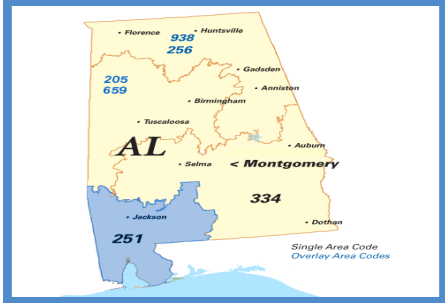 Florence
Huntsville
938
256
Gadsden
205
659
Anniston
Birmingham
Tuscaloosa
AL
Auburn
Selma
< Montgomery
334
Jackson
Dothan
251
Single Area Code
Overlay Area Codes